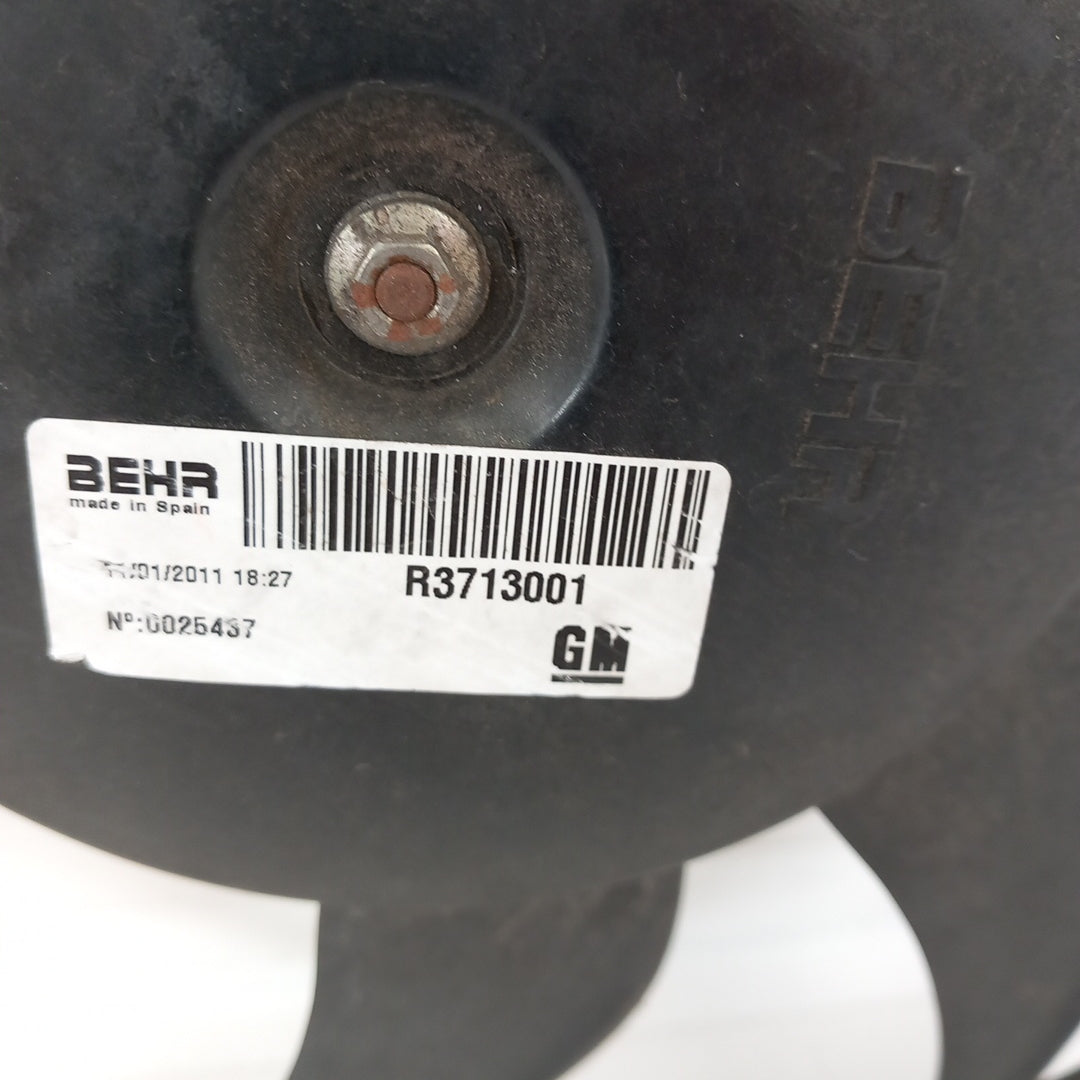 BEHR
BEHR
made in Spain
/01/2011 18:27
R3713001
Nº:0025437
GM